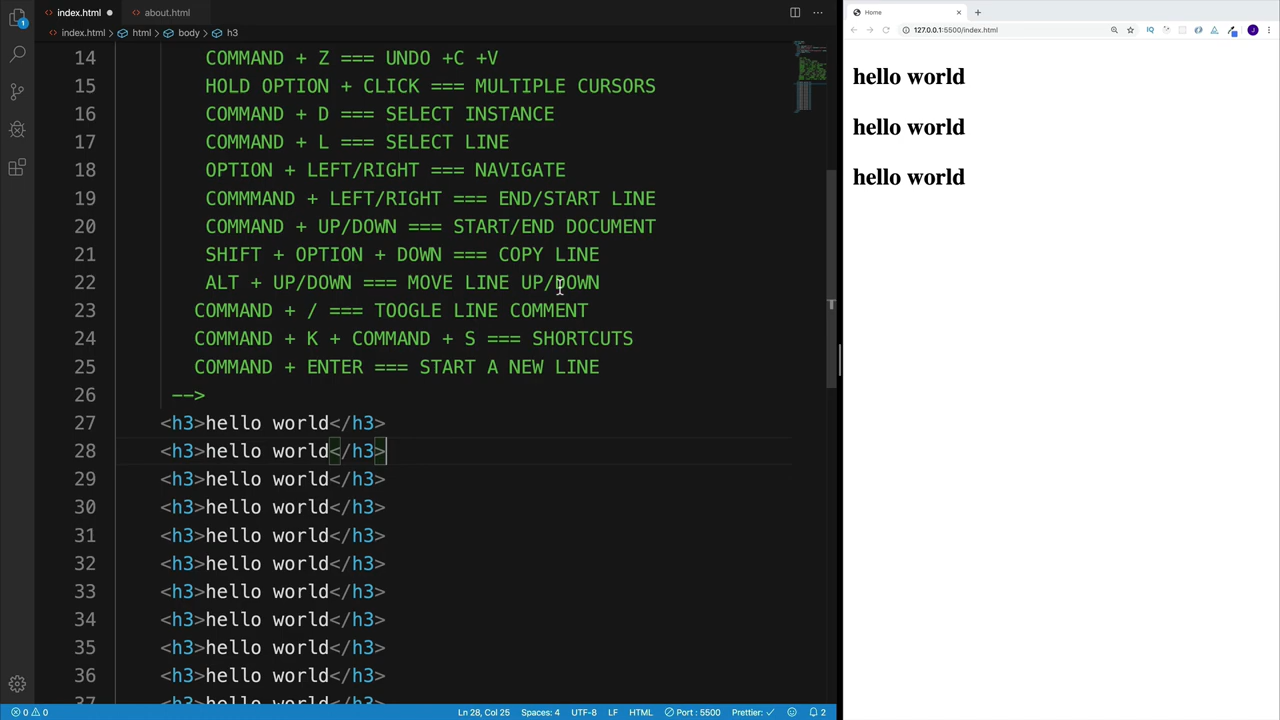 index.html
about.html
index.html > html > body > h3
14 COMMAND + Z === UNDO +C +V
15 HOLD OPTION + CLICK === MULTIPLE CURSORS
16 COMMAND + D === SELECT INSTANCE
17 COMMAND + L === SELECT LINE
18 OPTION + LEFT/RIGHT === NAVIGATE
19 COMMMAND + LEFT/RIGHT === END/START LINE
20 COMMAND + UP/DOWN === START/END DOCUMENT
21 SHIFT + OPTION + DOWN === COPY LINE
22 ALT + UP/DOWN === MOVE LINE UP/DOWN
23 COMMAND + / === TOOGLE LINE COMMENT
24 COMMAND + K + COMMAND + S === SHORTCUTS
25 COMMAND + ENTER === START A NEW LINE
26 -->
27 <h3>hello world</h3>
28 <h3>hello world</h3>
29 <h3>hello world</h3>
30 <h3>hello world</h3>
31 <h3>hello world</h3>
32 <h3>hello world</h3>
33 <h3>hello world</h3>
34 <h3>hello world</h3>
35 <h3>hello world</h3>
36 <h3>hello world</h3>
37 <h3>hello world</h3>
0 0 Ln 28, Col 25 Spaces: 4 UTF-8 LF HTML Port : 5500 Prettier: ✓ 2
Home
127.0.0.1:5500/index.html
hello world
hello world
hello world